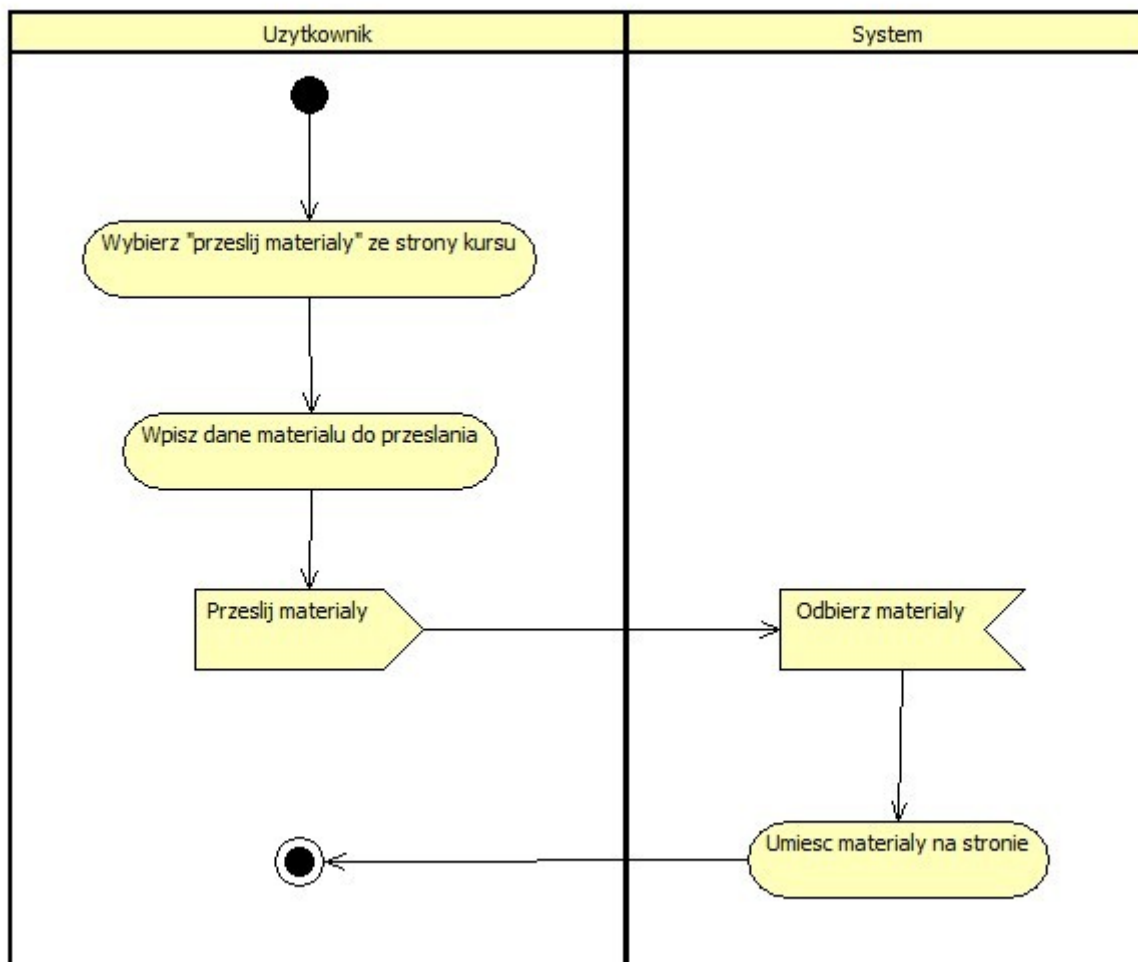 Uzytkownik
System
Wybierz "przeslij materialy" ze strony kursu
Wpisz dane materialu do przeslania
Przeslij materialy
Odbierz materialy
Umiesc materialy na stronie